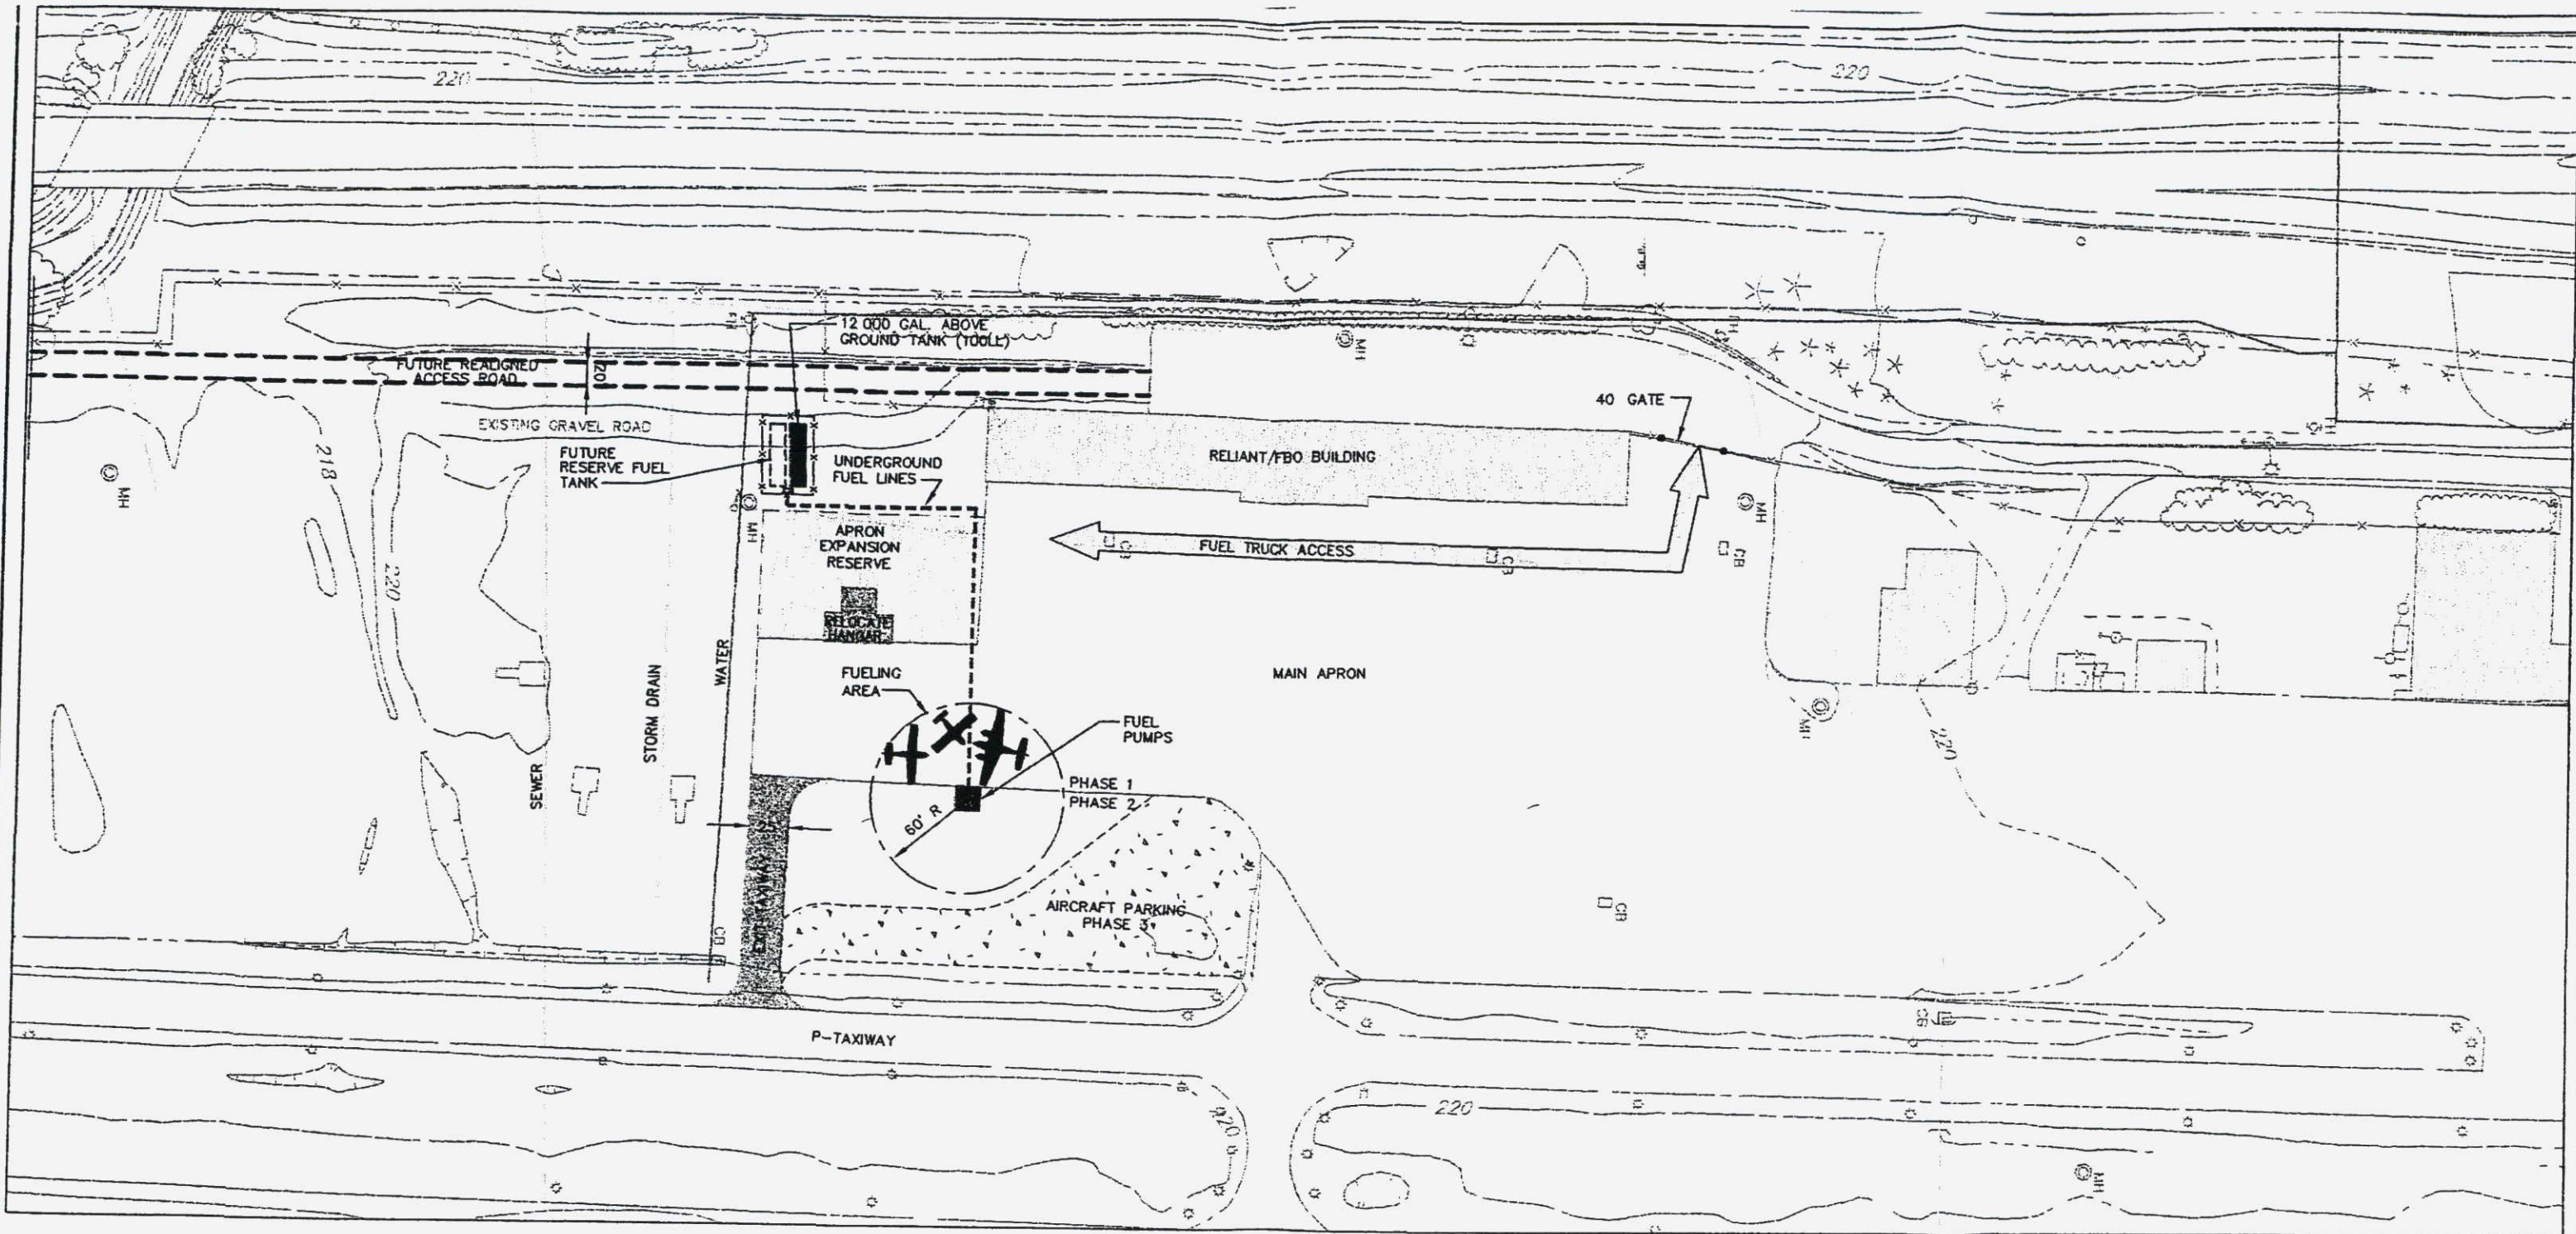 220
220
12 000 GAL. ABOVE
GROUND TANK (100LL)
FUTURE REALIGNED
ACCESS ROAD
20'
MH
40 GATE
EXISTING GRAVEL ROAD
218
FUTURE
RESERVE FUEL
TANK
UNDERGROUND
FUEL LINES
RELIANT/FBO BUILDING
MH
MH
MH
APRON
EXPANSION
RESERVE
FUEL TRUCK ACCESS
CB
CB
CB
220
RELOCATE
HANGAR
WATER
STORM DRAIN
SEWER
FUELING
AREA
MAIN APRON
FUEL
PUMPS
MH
220
PHASE 1
PHASE 2
60' R
25'
EXIT TAXIWAY
AIRCRAFT PARKING
PHASE 3
CB
CB
CB
P-TAXIWAY
220
220
MH